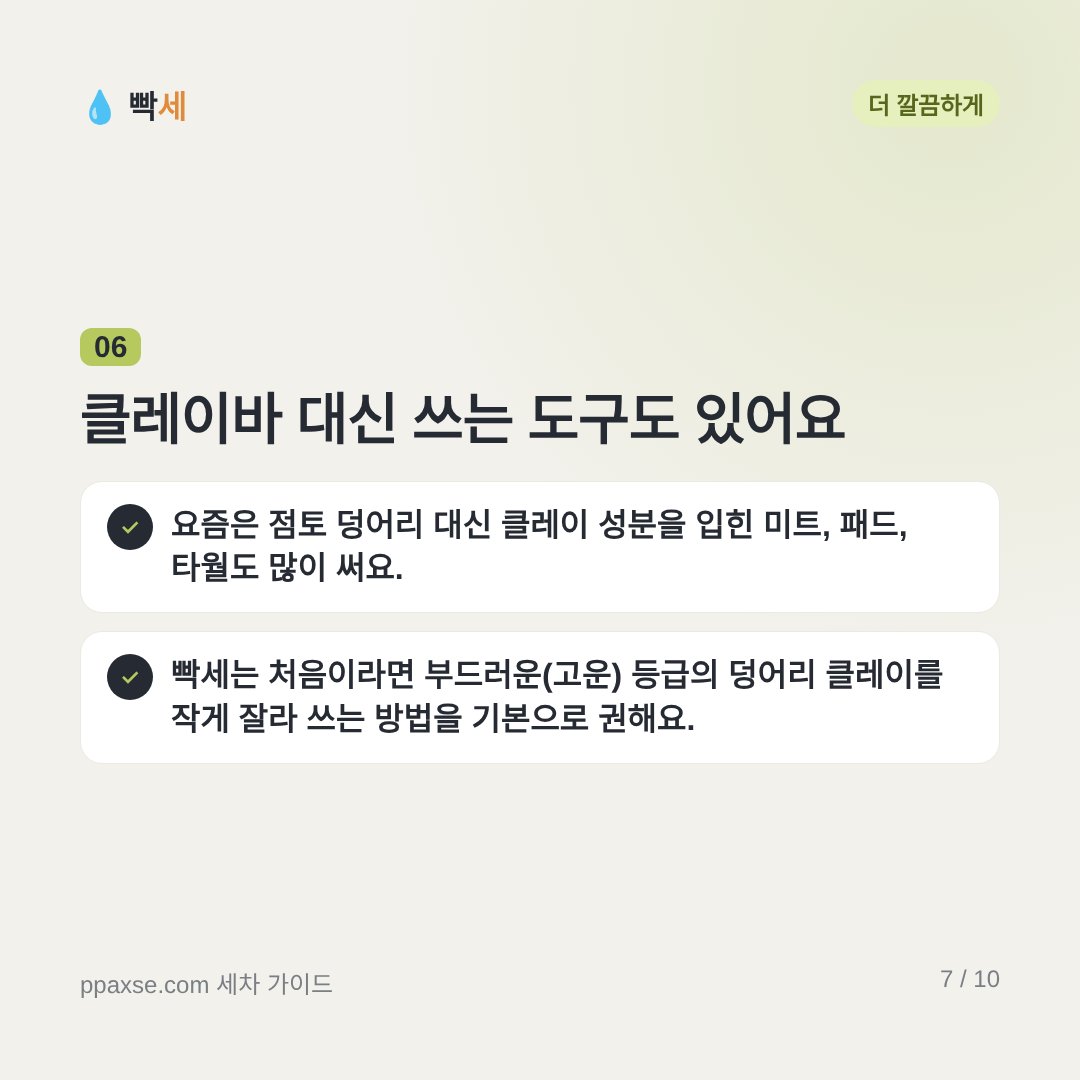 빡세
더 깔끔하게
06
클레이바 대신 쓰는 도구도 있어요
요즘은 점토 덩어리 대신 클레이 성분을 입힌 미트, 패드,
타월도 많이 써요.
빡세는 처음이라면 부드러운(고운) 등급의 덩어리 클레이를
작게 잘라 쓰는 방법을 기본으로 권해요.
ppaxse.com 세차 가이드
7 / 10